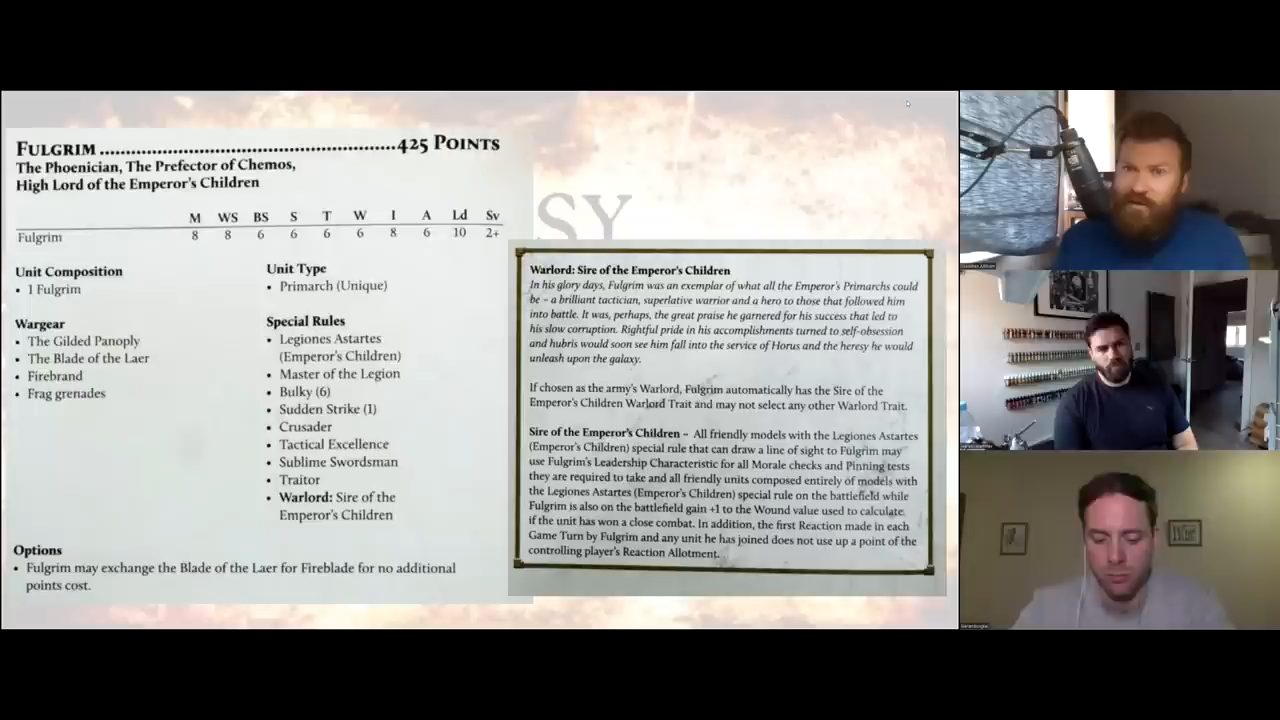 FULGRIM ..........................................................425 POINTS
The Phoenician, The Prefector of Chemos,
High Lord of the Emperor's Children
M WS BS S T W I A Ld Sv
Fulgrim 8 8 6 6 6 6 8 6 10 2+
Unit Composition
• 1 Fulgrim
Wargear
• The Gilded Panoply
• The Blade of the Laer
• Firebrand
• Frag grenades
Unit Type
• Primarch (Unique)
Special Rules
• Legiones Astartes
(Emperor's Children)
• Master of the Legion
• Bulky (6)
• Sudden Strike (1)
• Crusader
• Tactical Excellence
• Sublime Swordsman
• Traitor
• Warlord: Sire of the
Emperor's Children
Options
• Fulgrim may exchange the Blade of the Laer for Fireblade for no additional
points cost.
SY
Warlord: Sire of the Emperor's Children
In his glory days, Fulgrim was an exemplar of what all the Emperor's Primarchs could
be – a brilliant tactician, superlative warrior and a hero to those that followed him
into battle. It was, perhaps, the great praise he garnered for his success that led to
his slow corruption. Rightful pride in his accomplishments turned to self-obsession
and hubris would soon see him fall into the service of Horus and the heresy he would
unleash upon the galaxy.
If chosen as the army's Warlord, Fulgrim automatically has the Sire of the
Emperor's Children Warlord Trait and may not select any other Warlord Trait.
Sire of the Emperor's Children – All friendly models with the Legiones Astartes
(Emperor's Children) special rule that can draw a line of sight to Fulgrim may
use Fulgrim's Leadership Characteristic for all Morale checks and Pinning tests
they are required to take and all friendly units composed entirely of models with
the Legiones Astartes (Emperor's Children) special rule on the battlefield while
Fulgrim is also on the battlefield gain +1 to the Wound value used to calculate
if the unit has won a close combat. In addition, the first Reaction made in each
Game Turn by Fulgrim and any unit he has joined does not use up a point of the
controlling player's Reaction Allotment.